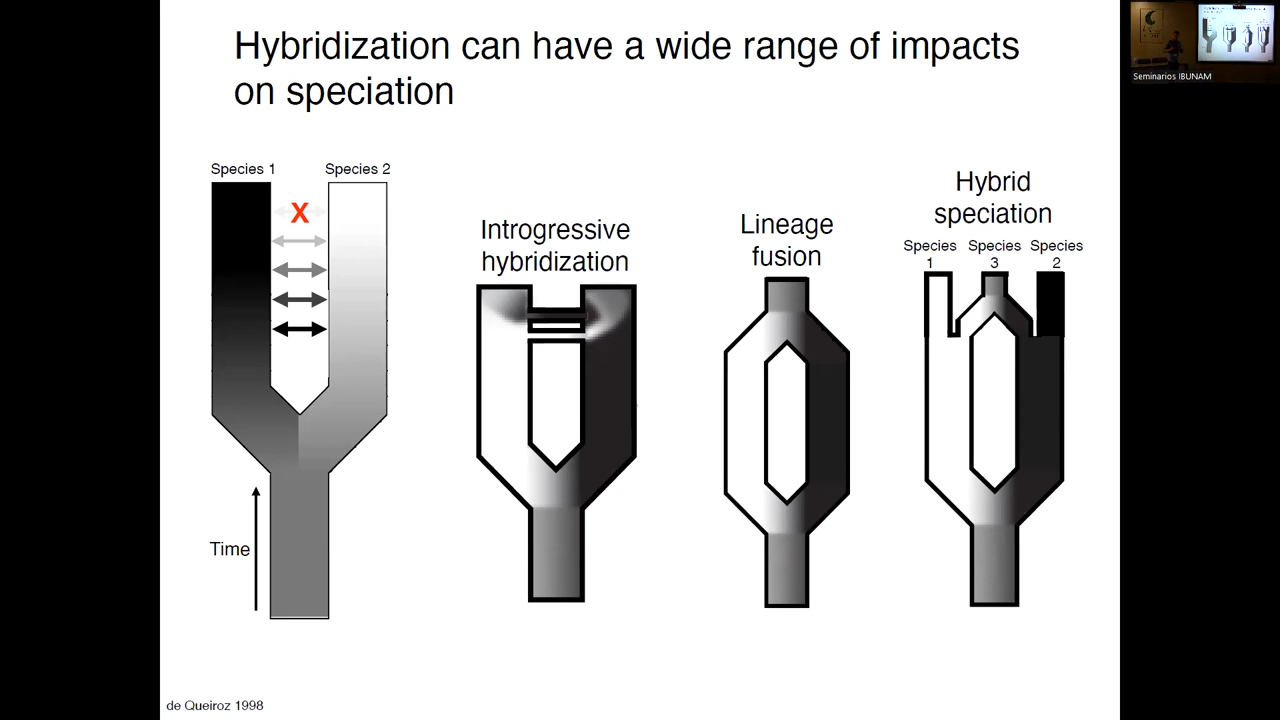 Hybridization can have a wide range of impacts
on speciation
Species 1
Species 2
X
Time
Introgressive
hybridization
Lineage
fusion
Hybrid
speciation
Species
1
Species
3
Species
2
de Queiroz 1998
Seminarios IBUNAM